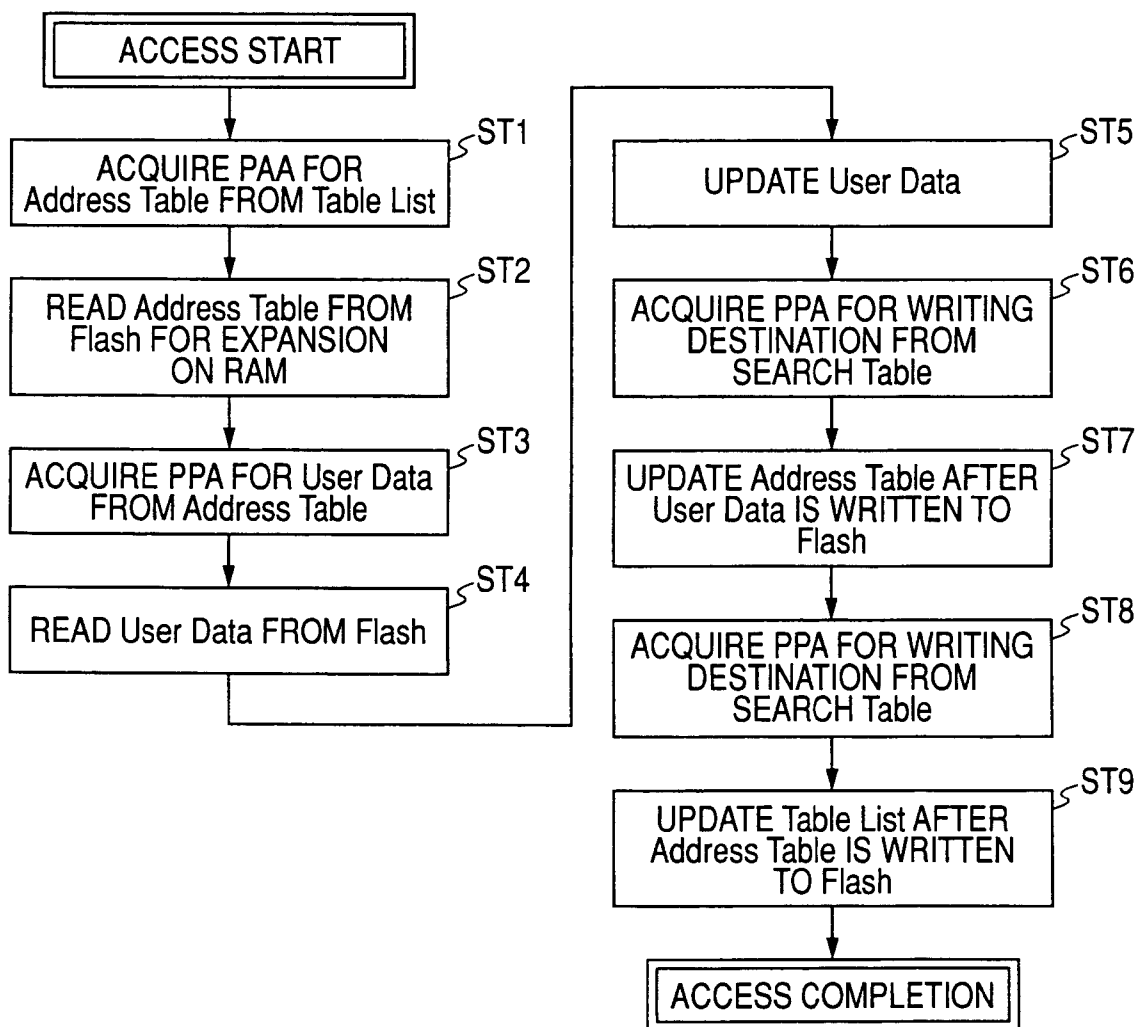 ACCESS START
ST1
ACQUIRE PAA FOR
Address Table FROM Table List
ST2
READ Address Table FROM
Flash FOR EXPANSION
ON RAM
ST3
ACQUIRE PPA FOR User Data
FROM Address Table
ST4
READ User Data FROM Flash
ST5
UPDATE User Data
ST6
ACQUIRE PPA FOR WRITING
DESTINATION FROM
SEARCH Table
ST7
UPDATE Address Table AFTER
User Data IS WRITTEN TO
Flash
ST8
ACQUIRE PPA FOR WRITING
DESTINATION FROM
SEARCH Table
ST9
UPDATE Table List AFTER
Address Table IS WRITTEN
TO Flash
ACCESS COMPLETION